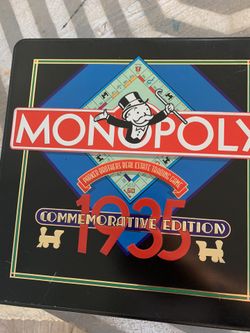 MONOPOLY
PARKER BROTHERS REAL ESTATE TRADING GAME
1935
COMMEMORATIVE EDITION